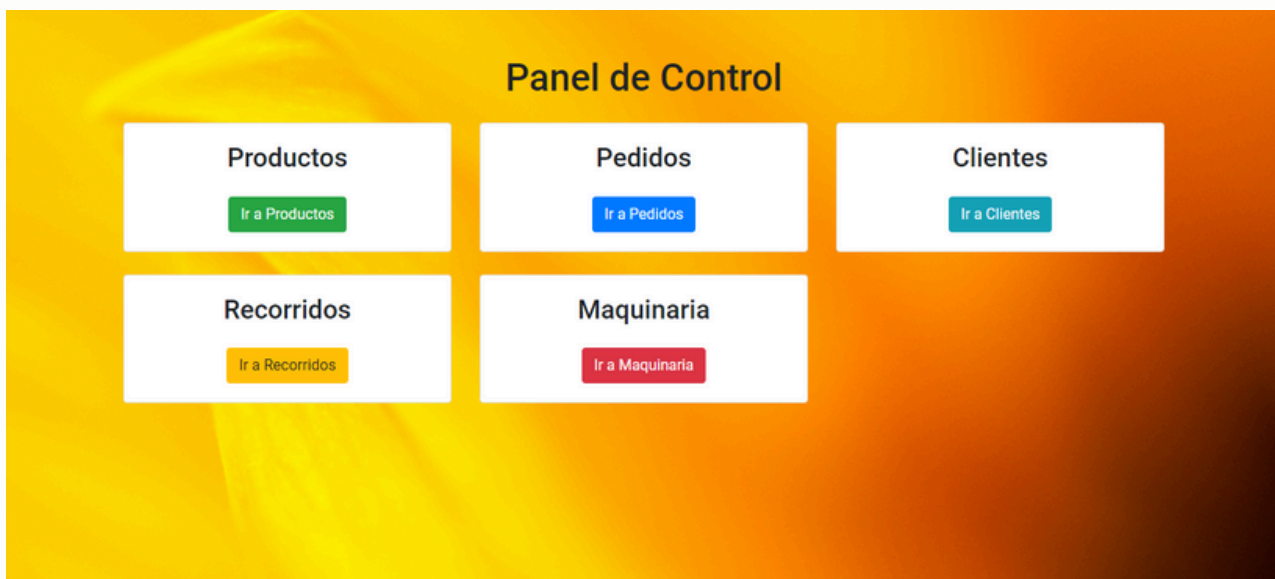 Panel de Control
Productos
Ir a Productos
Pedidos
Ir a Pedidos
Clientes
Ir a Clientes
Recorridos
Ir a Recorridos
Maquinaria
Ir a Maquinaria